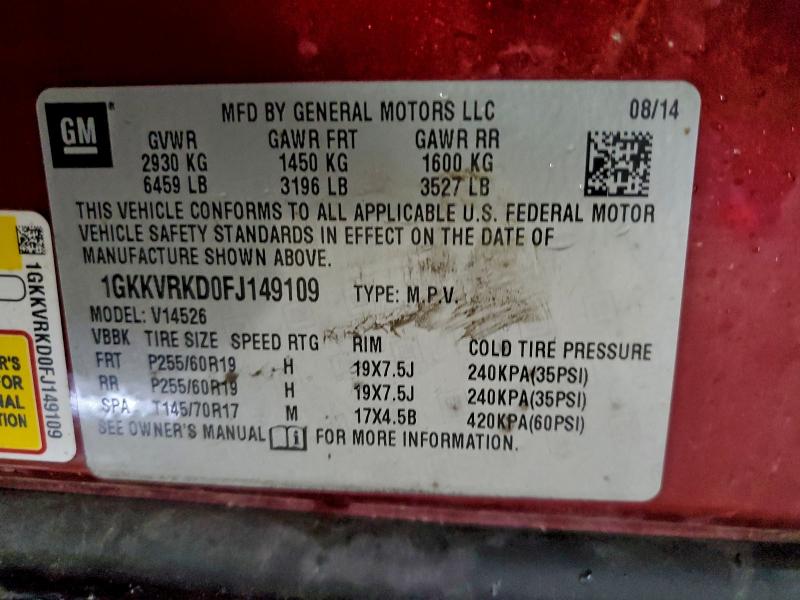 GM
MFD BY GENERAL MOTORS LLC 08/14
GVWR GAWR FRT GAWR RR
2930 KG 1450 KG 1600 KG
6459 LB 3196 LB 3527 LB
THIS VEHICLE CONFORMS TO ALL APPLICABLE U.S. FEDERAL MOTOR
VEHICLE SAFETY STANDARDS IN EFFECT ON THE DATE OF
MANUFACTURE SHOWN ABOVE.
1GKKVRKD0FJ149109 TYPE: M.P.V.
MODEL: V14526
VBBK TIRE SIZE SPEED RTG RIM COLD TIRE PRESSURE
FRT P255/60R19 H 19X7.5J 240KPA(35PSI)
RR P255/60R19 H 19X7.5J 240KPA(35PSI)
SPA T145/70R17 M 17X4.5B 420KPA(60PSI)
SEE OWNER'S MANUAL FOR MORE INFORMATION.
1GKKVRKD0FJ149109
R'S
FOR
NAL
TION